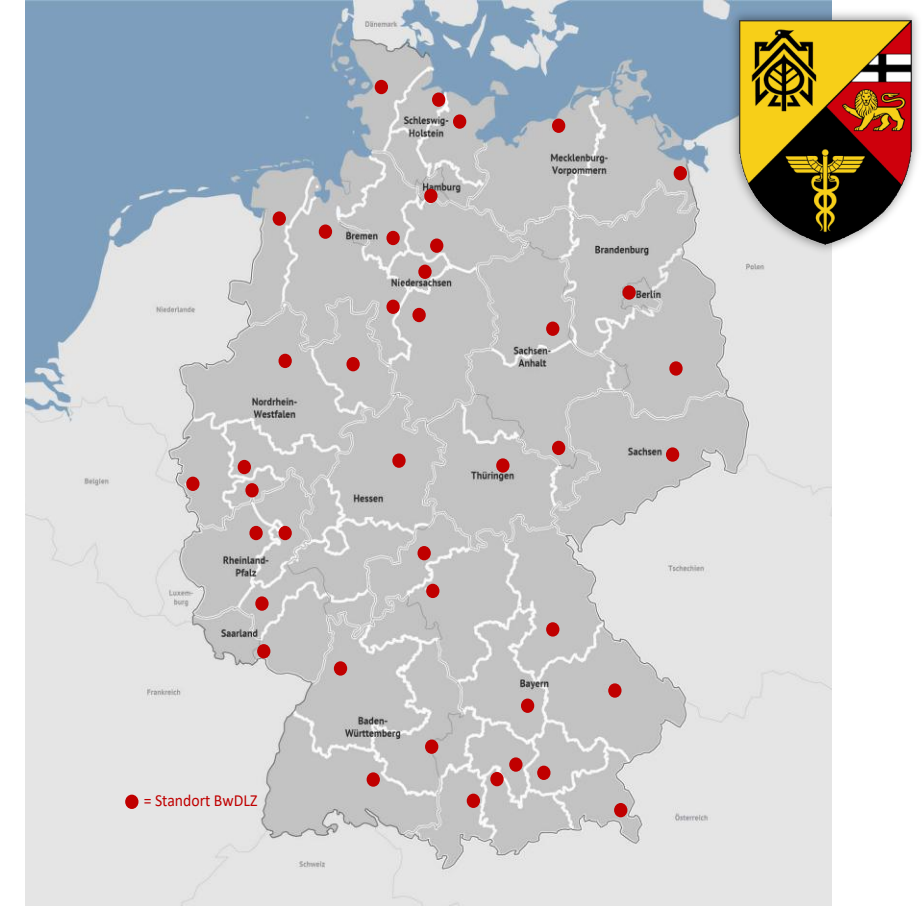 Dänemark
Schleswig-
Holstein
Mecklenburg-
Vorpommern
Hamburg
Bremen
Brandenburg
Polen
Niedersachsen
Berlin
Niederlande
Sachsen-
Anhalt
Nordrhein-
Westfalen
Sachsen
Thüringen
Belgien
Hessen
Rheinland-
Pfalz
Tschechien
Luxem-
burg
Saarland
Bayern
Frankreich
Baden-
Württemberg
= Standort BwDLZ
Österreich
Schweiz